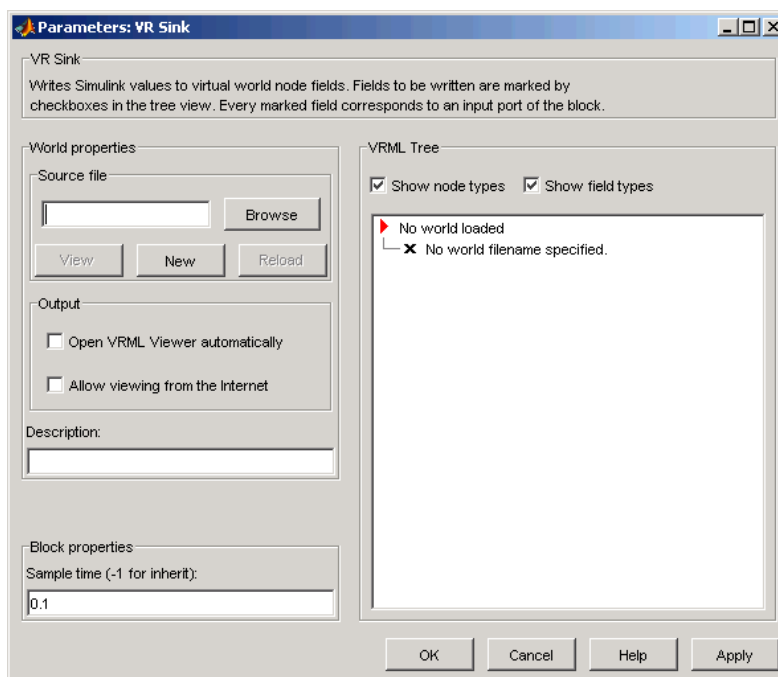 Parameters: VR Sink
VR Sink
Writes Simulink values to virtual world node fields. Fields to be written are marked by
checkboxes in the tree view. Every marked field corresponds to an input port of the block.
World properties
Source file
Browse
View New Reload
Output
Open VRML Viewer automatically
Allow viewing from the Internet
Description:
Block properties
Sample time (-1 for inherit):
0.1
VRML Tree
Show node types Show field types
No world loaded
No world filename specified.
OK Cancel Help Apply